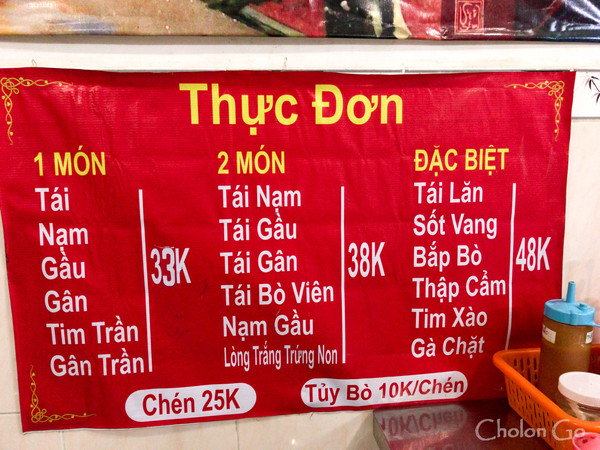 Thực Đơn
1 MÓN
Tái
Nạm
Gầu
Gân
Tim Trần
Gân Trần
33K
2 MÓN
Tái Nạm
Tái Gầu
Tái Gân
Tái Bò Viên
Nạm Gầu
Lòng Trắng Trứng Non
38K
ĐẶC BIỆT
Tái Lăn
Sốt Vang
Bắp Bò
Thập Cẩm
Tim Xào
Gà Chặt
48K
Chén 25K
Tủy Bò 10K/Chén
Cholon Go